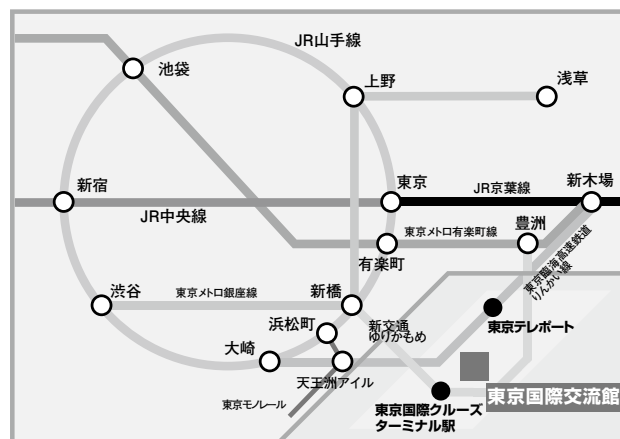 JR山手線
池袋
上野
浅草
新宿
東京
JR京葉線
新木場
JR中央線
東京メトロ有楽町線
豊洲
有楽町
東京臨海高速鉄道
りんかい線
渋谷
東京メトロ銀座線
新橋
浜松町
新交通
ゆりかもめ
東京テレポート
大崎
天王洲アイル
東京モノレール
東京国際クルーズ
ターミナル駅
東京国際交流館